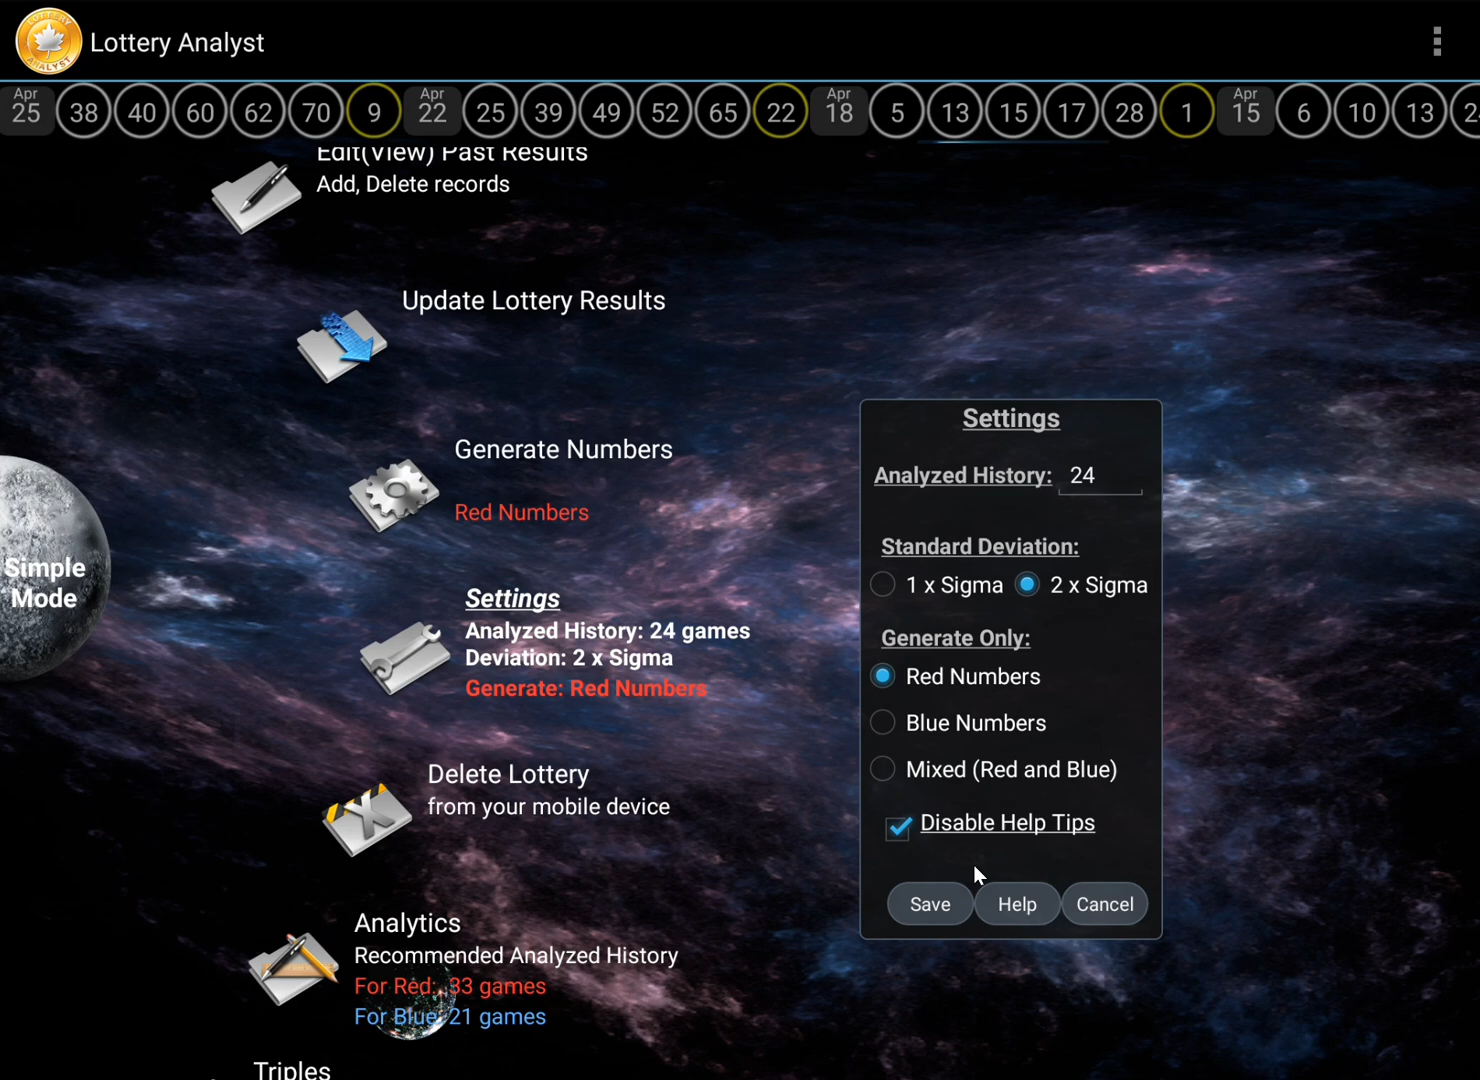 LOTTERY
ANALYST
Lottery Analyst
Apr 25 38 40 60 62 70 9 Apr 22 25 39 49 52 65 22 Apr 18 5 13 15 17 28 1 Apr 15 6 10 13
Edit(View) Past Results
Add, Delete records
Update Lottery Results
Generate Numbers
Red Numbers
Simple
Mode
Settings
Analyzed History: 24 games
Deviation: 2 x Sigma
Generate: Red Numbers
Delete Lottery
from your mobile device
Analytics
Recommended Analyzed History
For Red: 33 games
For Blue: 21 games
Triples
Settings
Analyzed History: 24
Standard Deviation:
1 x Sigma 2 x Sigma
Generate Only:
Red Numbers
Blue Numbers
Mixed (Red and Blue)
Disable Help Tips
Save Help Cancel